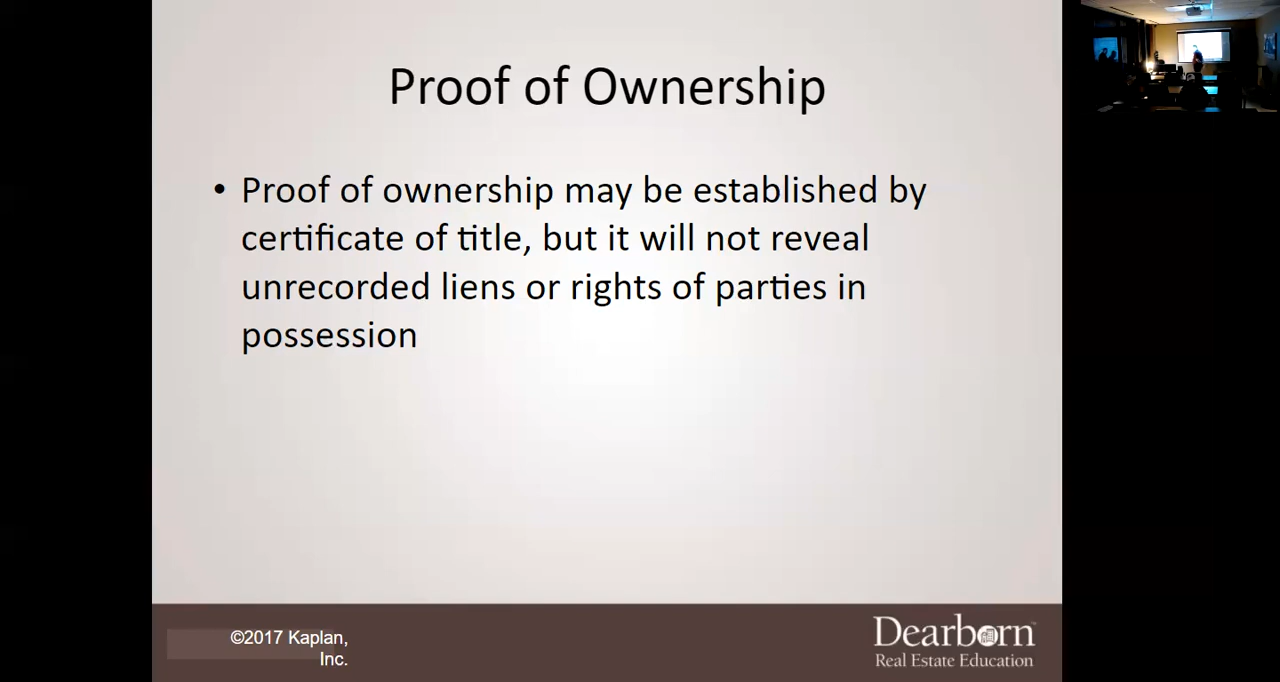 Proof of Ownership
• Proof of ownership may be established by
certificate of title, but it will not reveal
unrecorded liens or rights of parties in
possession
©2017 Kaplan,
Inc.
Dearborn™
Real Estate Education